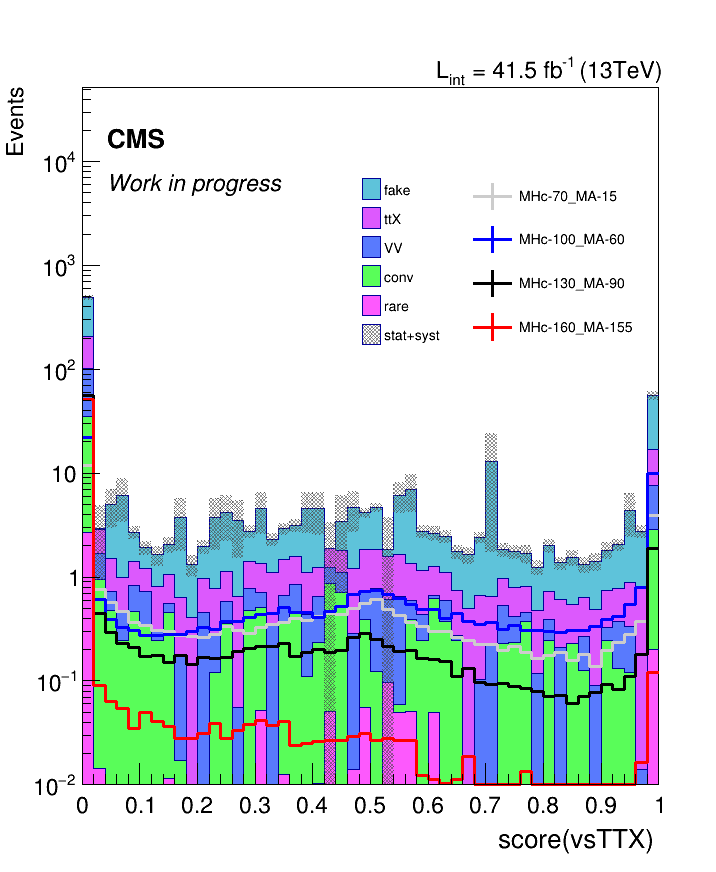 L_int = 41.5 fb^-1 (13TeV)
Events
CMS
Work in progress
fake
ttX
VV
conv
rare
stat+syst
MHc-70_MA-15
MHc-100_MA-60
MHc-130_MA-90
MHc-160_MA-155
10^4
10^3
10^2
10
1
10^-1
10^-2
0 0.1 0.2 0.3 0.4 0.5 0.6 0.7 0.8 0.9 1
score(vsTTX)